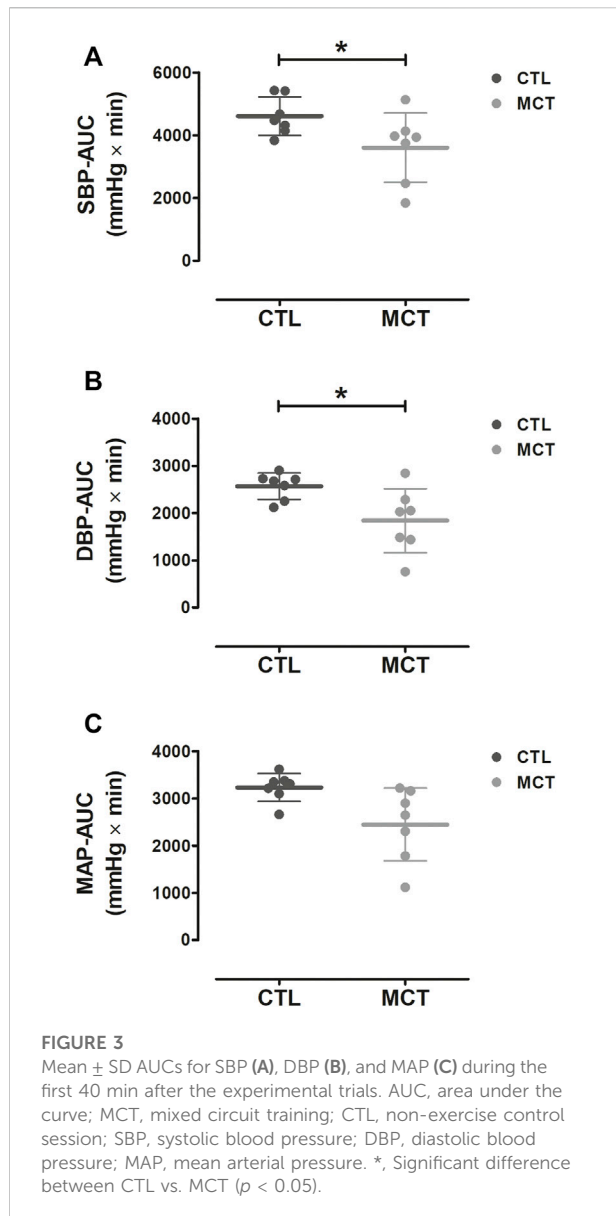 A
*
6000
4000
2000
0
SBP-AUC
(mmHg × min)
CTL
MCT
CTL
MCT
B
*
4000
3000
2000
1000
0
DBP-AUC
(mmHg × min)
CTL
MCT
CTL
MCT
C
4000
3000
2000
1000
0
MAP-AUC
(mmHg × min)
CTL
MCT
CTL
MCT
FIGURE 3
Mean ± SD AUCs for SBP (A), DBP (B), and MAP (C) during the
first 40 min after the experimental trials. AUC, area under the
curve; MCT, mixed circuit training; CTL, non-exercise control
session; SBP, systolic blood pressure; DBP, diastolic blood
pressure; MAP, mean arterial pressure. *, Significant difference
between CTL vs. MCT (p < 0.05).